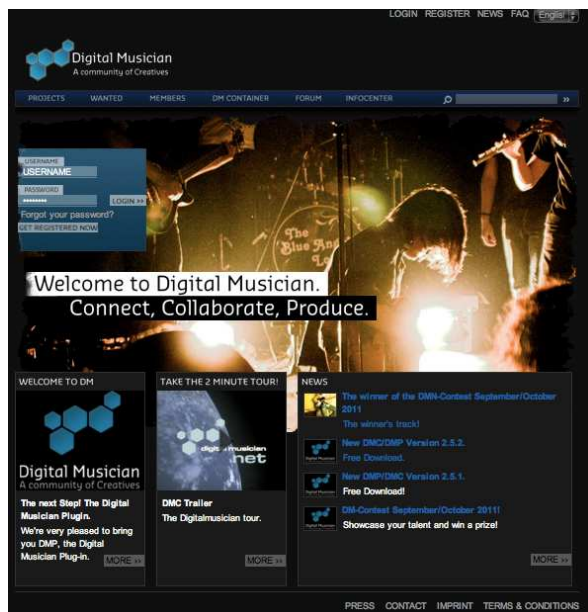 LOGIN REGISTER NEWS FAQ English
Digital Musician
A community of Creatives
PROJECTS WANTED MEMBERS DM CONTAINER FORUM INFOCENTER »
USERNAME
USERNAME
PASSWORD
•••••••• LOGIN »
Forgot your password?
GET REGISTERED NOW
The
Blue
Welcome to Digital Musician.
Connect, Collaborate, Produce.
WELCOME TO DM
Digital Musician
A community of Creatives
The next Step! The Digital
Musician Plugin.
We're very pleased to bring
you DMP, the Digital
Musician Plug-in. MORE »
TAKE THE 2 MINUTE TOUR!
digital musician
net
DMC Trailer
The Digitalmusician tour.
MORE »
NEWS
The winner of the DMN-Contest September/October
2011
The winner's track!
New DMC/DMP Version 2.5.2.
Free Download.
New DMP/DMC Version 2.5.1.
Free Download!
DM-Contest September/October 2011!
Showcase your talent and win a prize!
MORE »
PRESS CONTACT IMPRINT TERMS & CONDITIONS